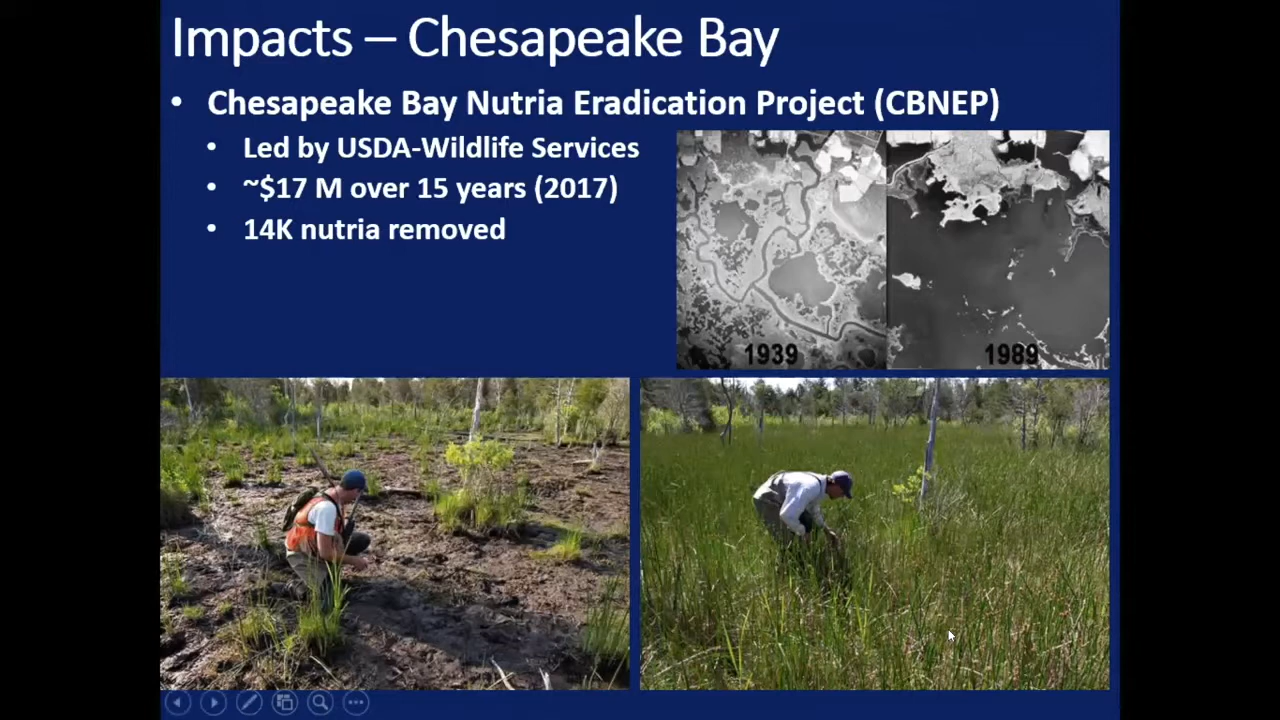 Impacts – Chesapeake Bay
• Chesapeake Bay Nutria Eradication Project (CBNEP)
• Led by USDA-Wildlife Services
• ~$17 M over 15 years (2017)
• 14K nutria removed
1939
1989